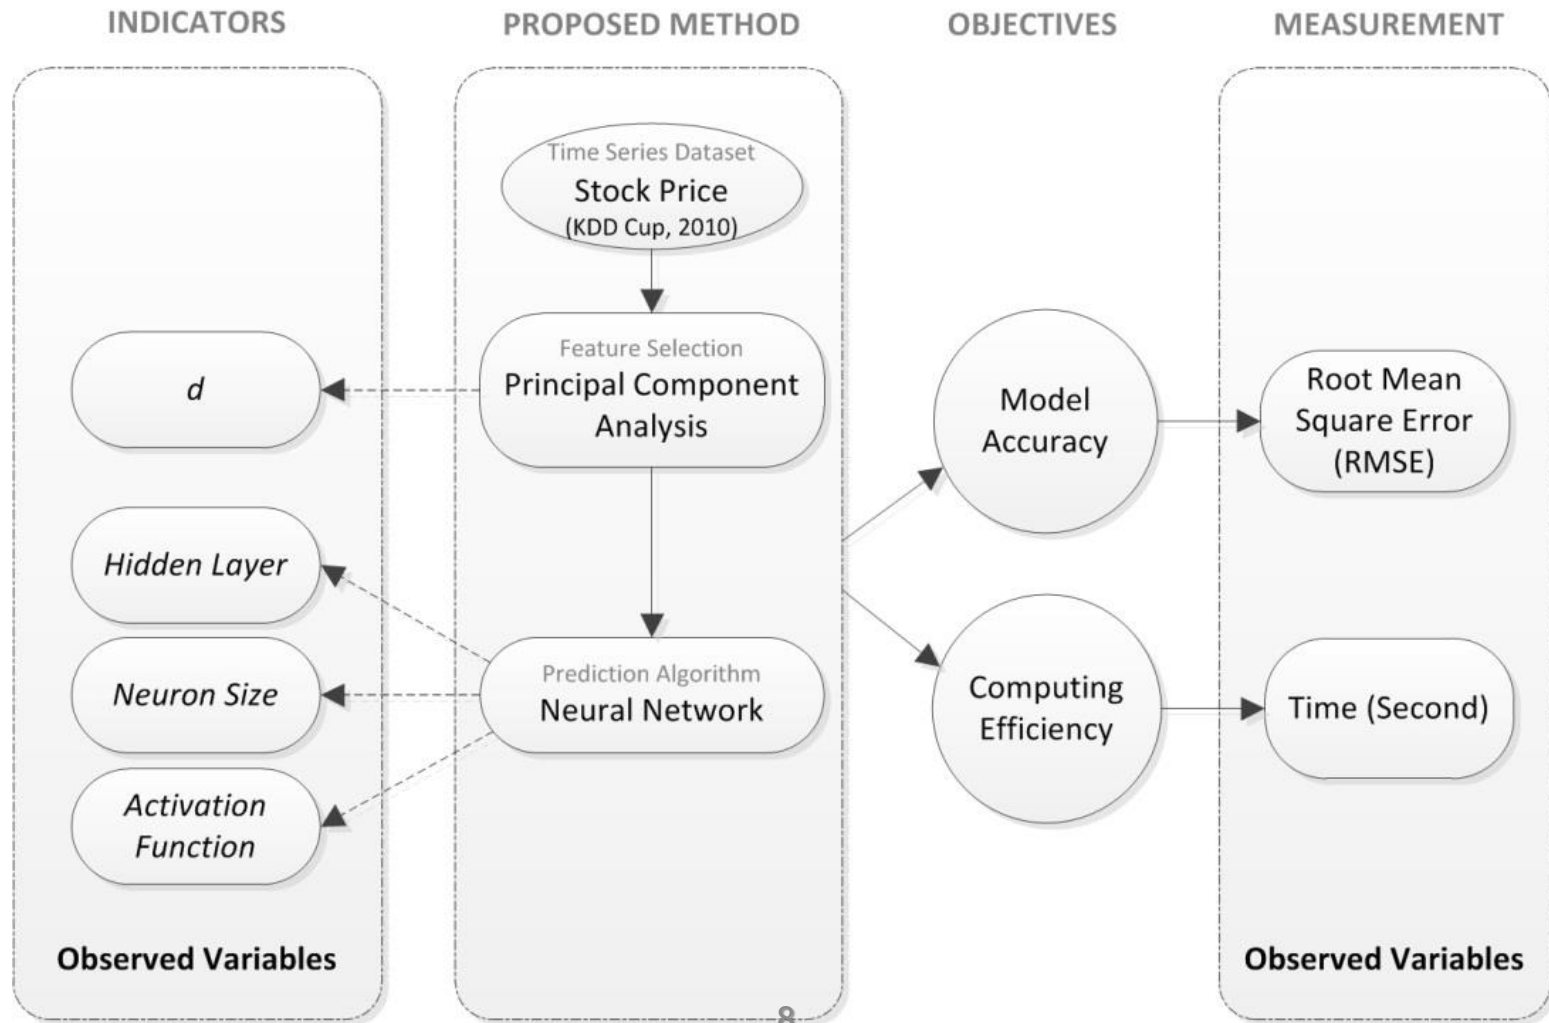 INDICATORS
PROPOSED METHOD
OBJECTIVES
MEASUREMENT
d
Hidden Layer
Neuron Size
Activation
Function
Observed Variables
Time Series Dataset
Stock Price
(KDD Cup, 2010)
Feature Selection
Principal Component
Analysis
Prediction Algorithm
Neural Network
Model
Accuracy
Computing
Efficiency
Root Mean
Square Error
(RMSE)
Time (Second)
Observed Variables
8